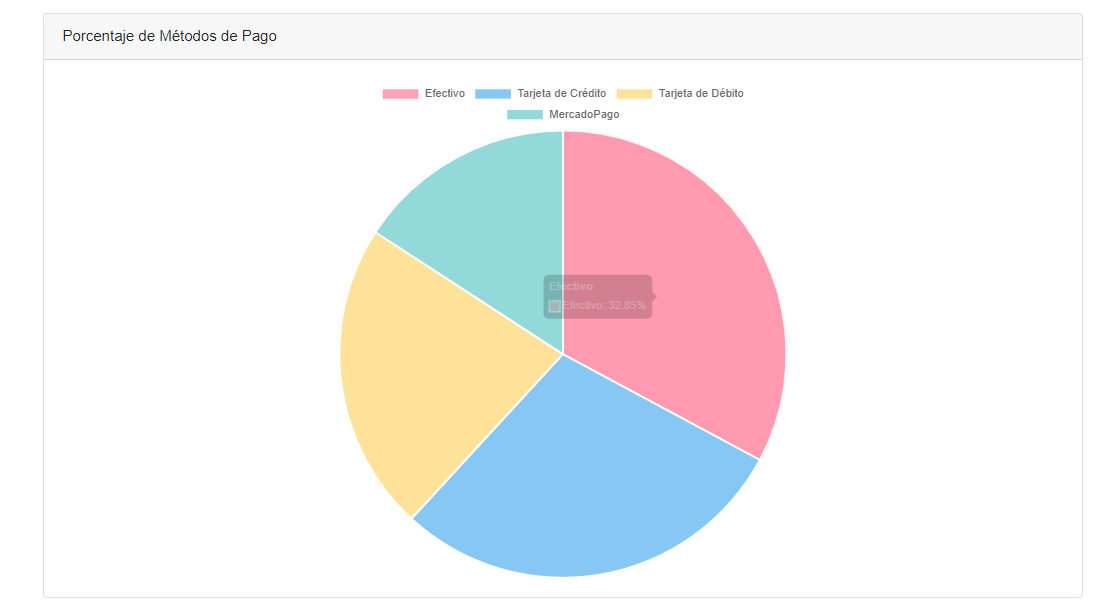 Porcentaje de Métodos de Pago
Efectivo Tarjeta de Crédito Tarjeta de Débito
MercadoPago
Efectivo
Efectivo: 32.85%